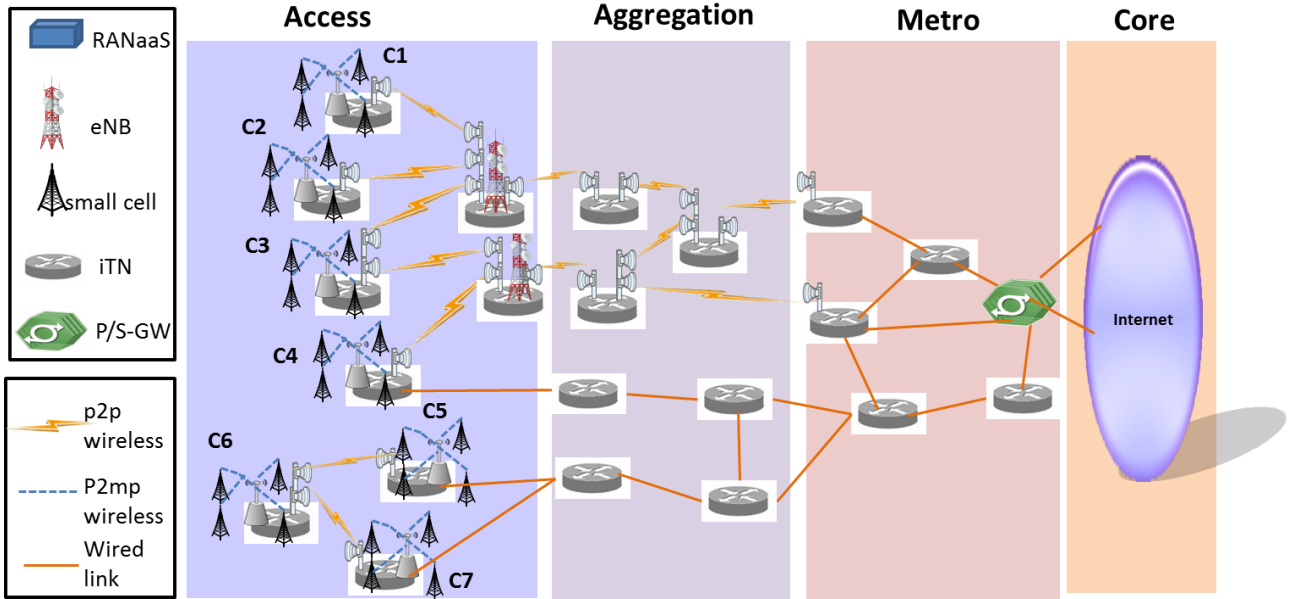 Access
Aggregation
Metro
Core
RANaaS
eNB
small cell
iTN
P/S-GW
p2p
wireless
P2mp
wireless
Wired
link
C1
C2
C3
C4
C5
C6
C7
Internet